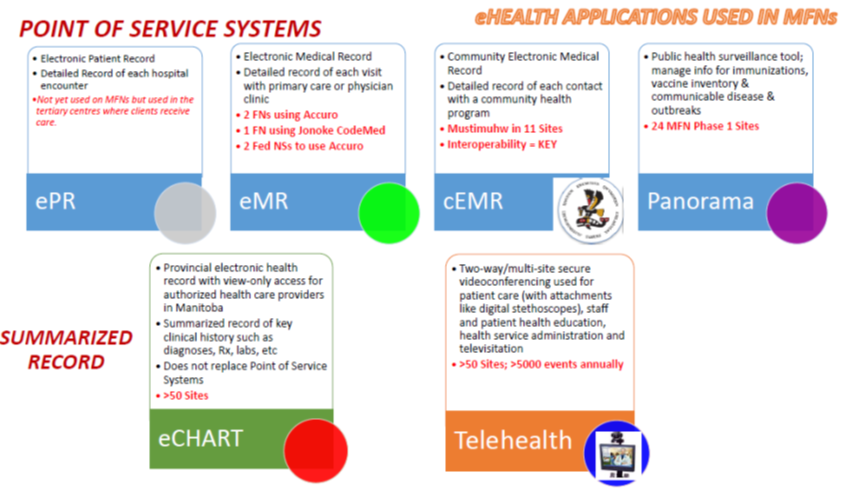 eHEALTH APPLICATIONS USED IN MFNs
POINT OF SERVICE SYSTEMS
• Electronic Patient Record
• Detailed Record of each hospital
encounter
•Not yet used on MFNs but used in the
tertiary centres where clients receive
care.
ePR
• Electronic Medical Record
• Detailed record of each visit
with primary care or physician
clinic
• 2 FNs using Accuro
• 1 FN using Jonoke CodeMed
• 2 Fed NSs to use Accuro
eMR
• Community Electronic Medical
Record
• Detailed record of each contact
with a community health
program
• Mustimuhw in 11 Sites
• Interoperability = KEY
cEMR
• Public health surveillance tool;
manage info for immunizations,
vaccine inventory &
communicable disease &
outbreaks
• 24 MFN Phase 1 Sites
Panorama
SUMMARIZED
RECORD
• Provincial electronic health
record with view-only access for
authorized health care providers
in Manitoba
• Summarized record of key
clinical history such as
diagnoses, Rx, labs, etc
• Does not replace Point of Service
Systems
• >50 Sites
eCHART
• Two-way/multi-site secure
videoconferencing used for
patient care (with attachments
like digital stethoscopes), staff
and patient health education,
health service administration and
televisitation
• >50 Sites; >5000 events annually
Telehealth